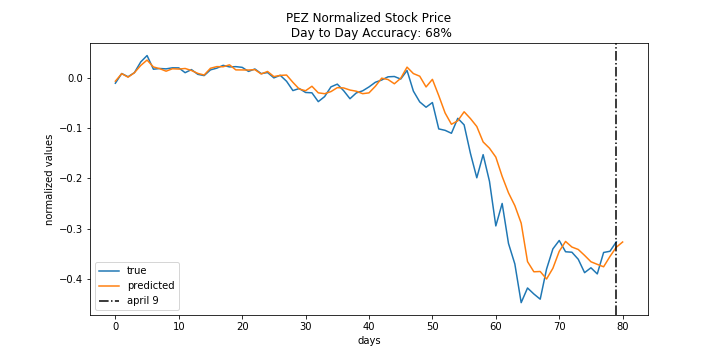 PEZ Normalized Stock Price
Day to Day Accuracy: 68%
normalized values
0.0
−0.1
−0.2
−0.3
−0.4
true
predicted
april 9
0 10 20 30 40 50 60 70 80
days